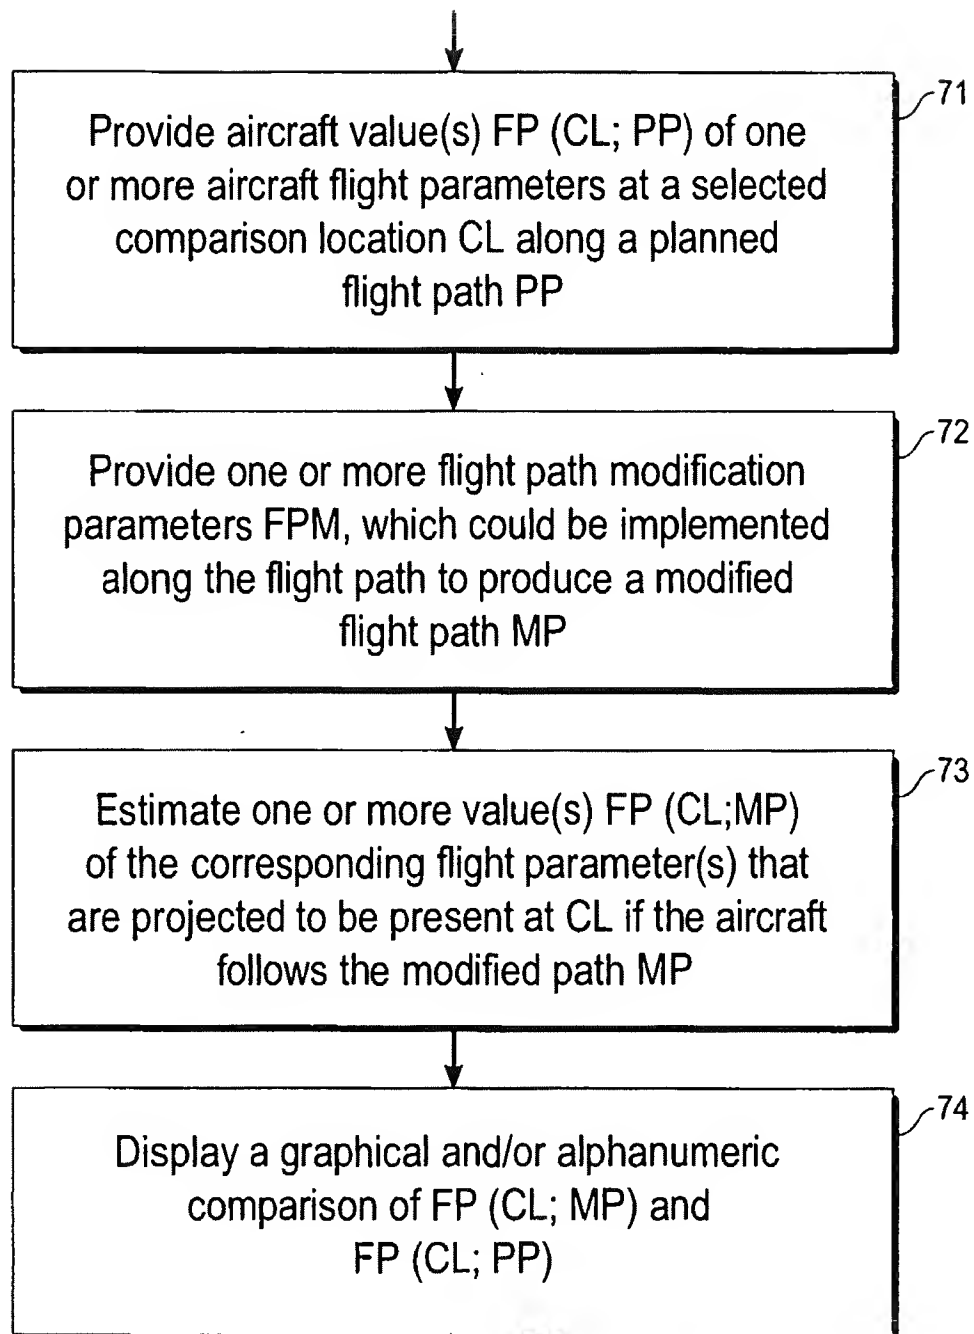 71
Provide aircraft value(s) FP (CL; PP) of one
or more aircraft flight parameters at a selected
comparison location CL along a planned
flight path PP
72
Provide one or more flight path modification
parameters FPM, which could be implemented
along the flight path to produce a modified
flight path MP
73
Estimate one or more value(s) FP (CL;MP)
of the corresponding flight parameter(s) that
are projected to be present at CL if the aircraft
follows the modified path MP
74
Display a graphical and/or alphanumeric
comparison of FP (CL; MP) and
FP (CL; PP)